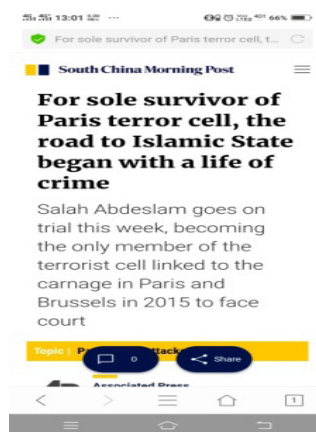 13:01
66%
For sole survivor of Paris terror cell, t...
South China Morning Post
For sole survivor of
Paris terror cell, the
road to Islamic State
began with a life of
crime
Salah Abdeslam goes on
trial this week, becoming
the only member of the
terrorist cell linked to the
carnage in Paris and
Brussels in 2015 to face
court
Topic |
0
Share
Associated Press
1